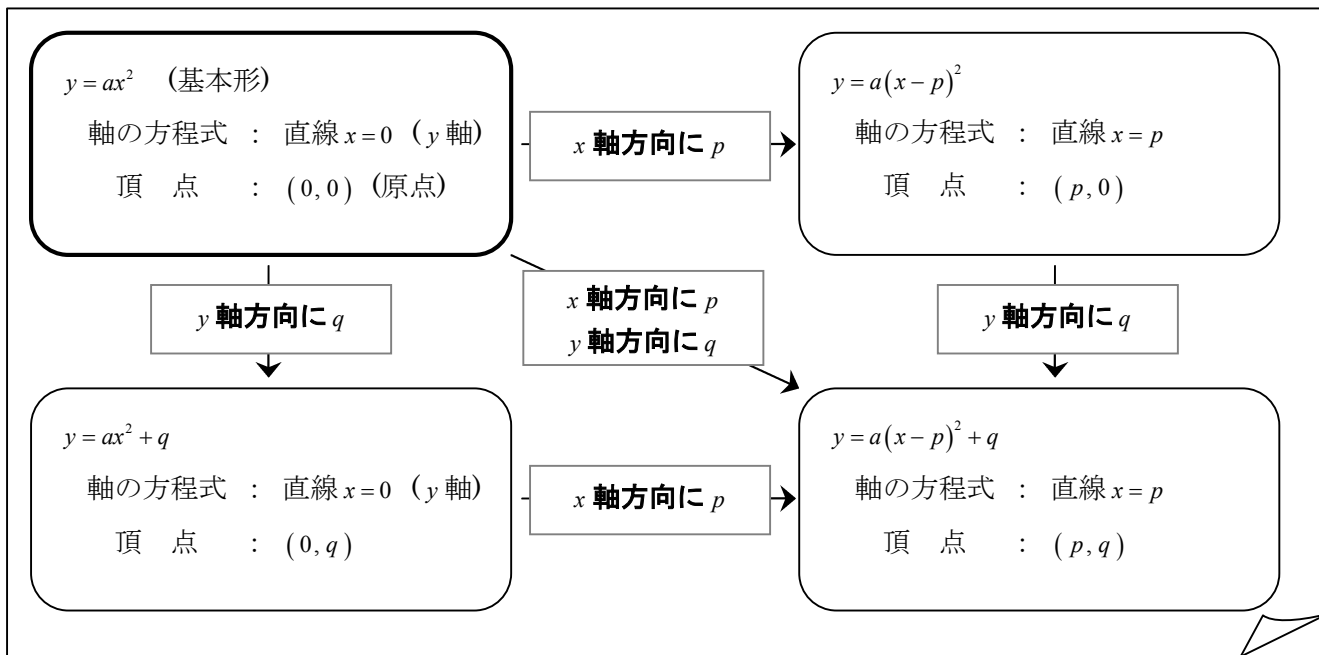 y = ax² (基本形)
軸の方程式 : 直線 x = 0 ( y 軸)
頂 点 : ( 0, 0 ) (原点)
x 軸方向に p
y = a(x − p)²
軸の方程式 : 直線 x = p
頂 点 : ( p, 0 )
y 軸方向に q
x 軸方向に p
y 軸方向に q
y 軸方向に q
y = ax² + q
軸の方程式 : 直線 x = 0 ( y 軸)
頂 点 : ( 0, q )
x 軸方向に p
y = a(x − p)² + q
軸の方程式 : 直線 x = p
頂 点 : ( p, q )